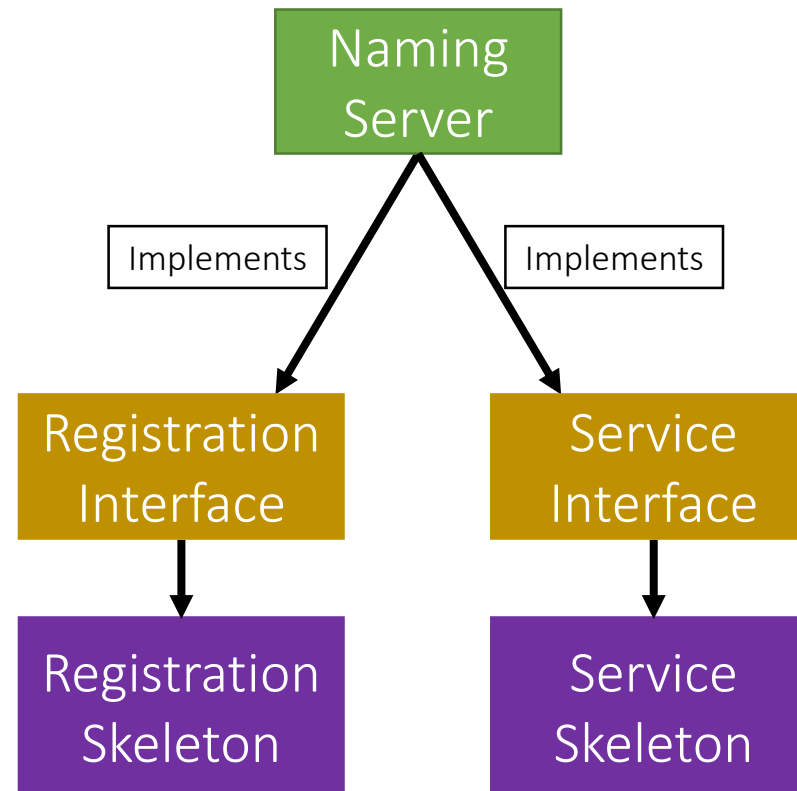 Naming
Server
Implements
Implements
Registration
Interface
Service
Interface
Registration
Skeleton
Service
Skeleton